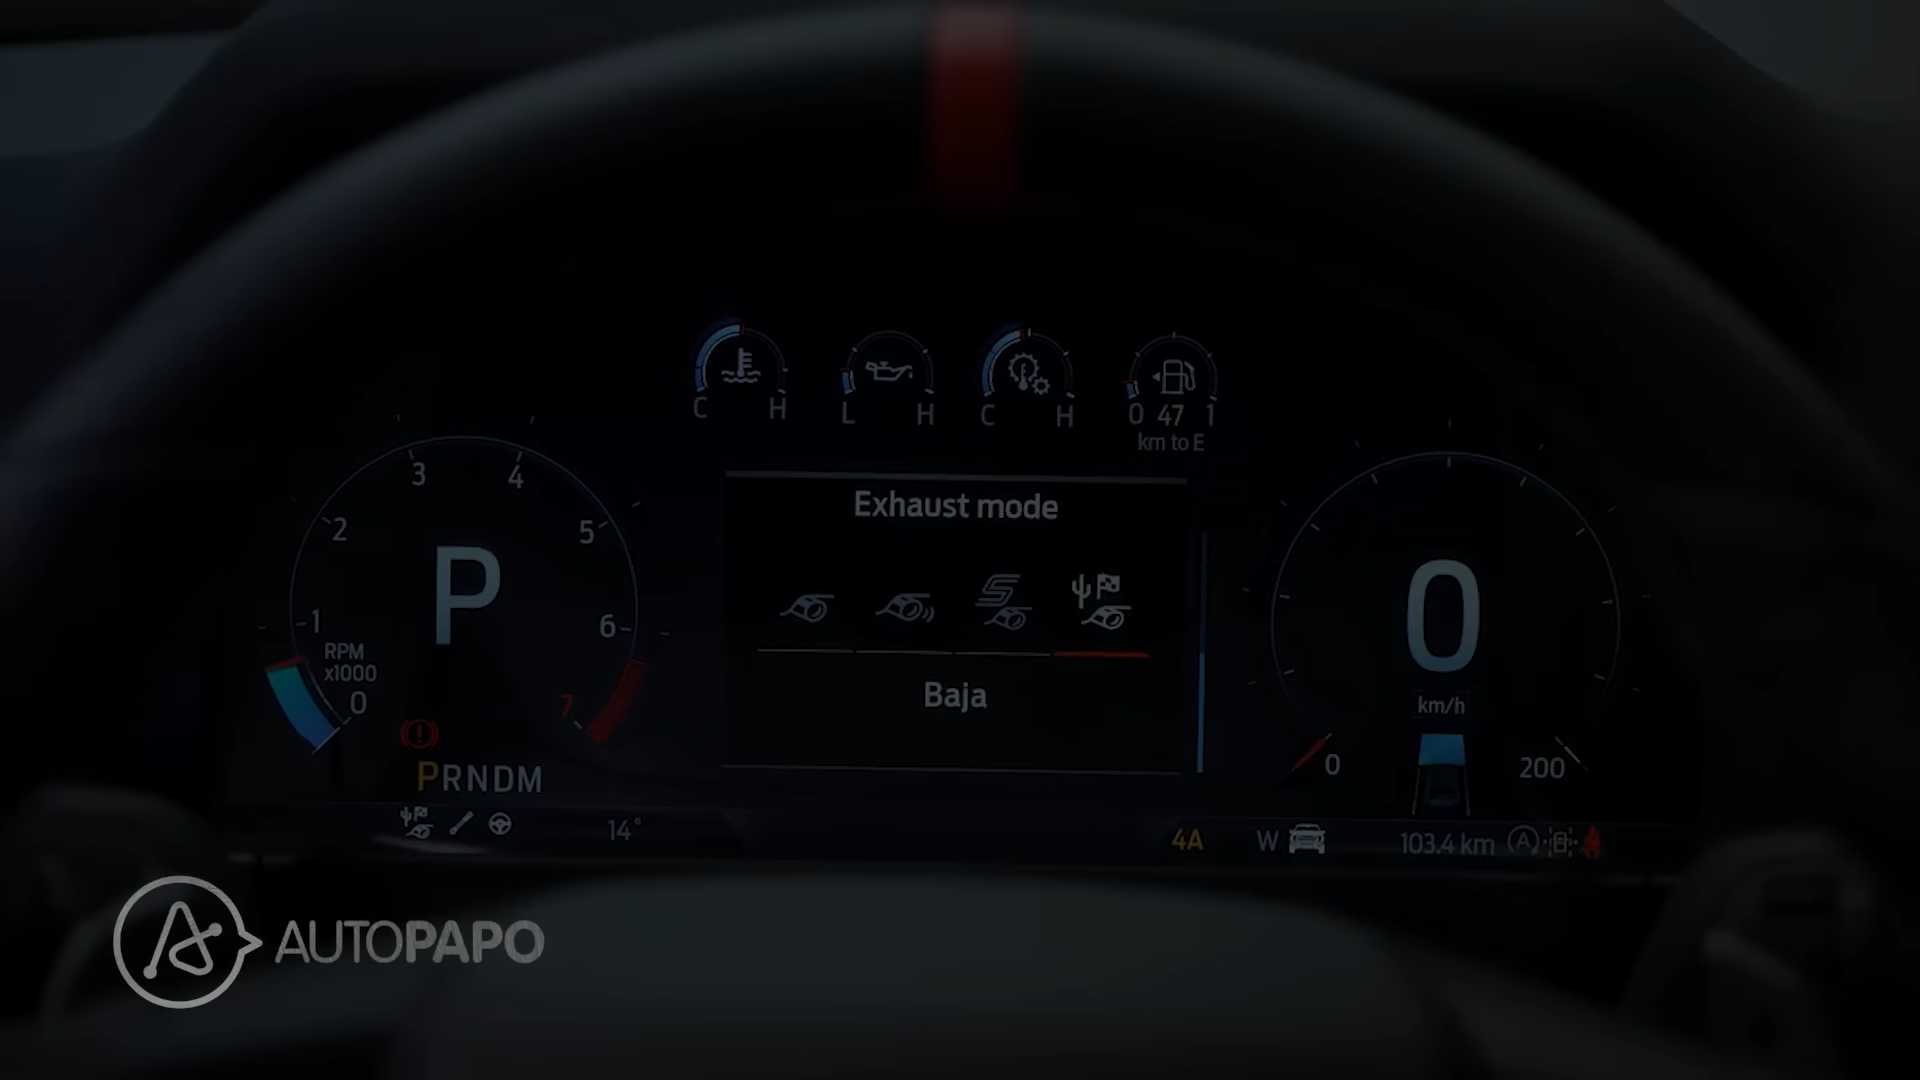 C H
L H
C H
0 47 1
km to E
Exhaust mode
Baja
3 4
2 5
1 6
RPM
x1000
0 7
P
PRNDM
14°
0
km/h
0 200
4A
W
103.4 km
A
AUTOPAPO